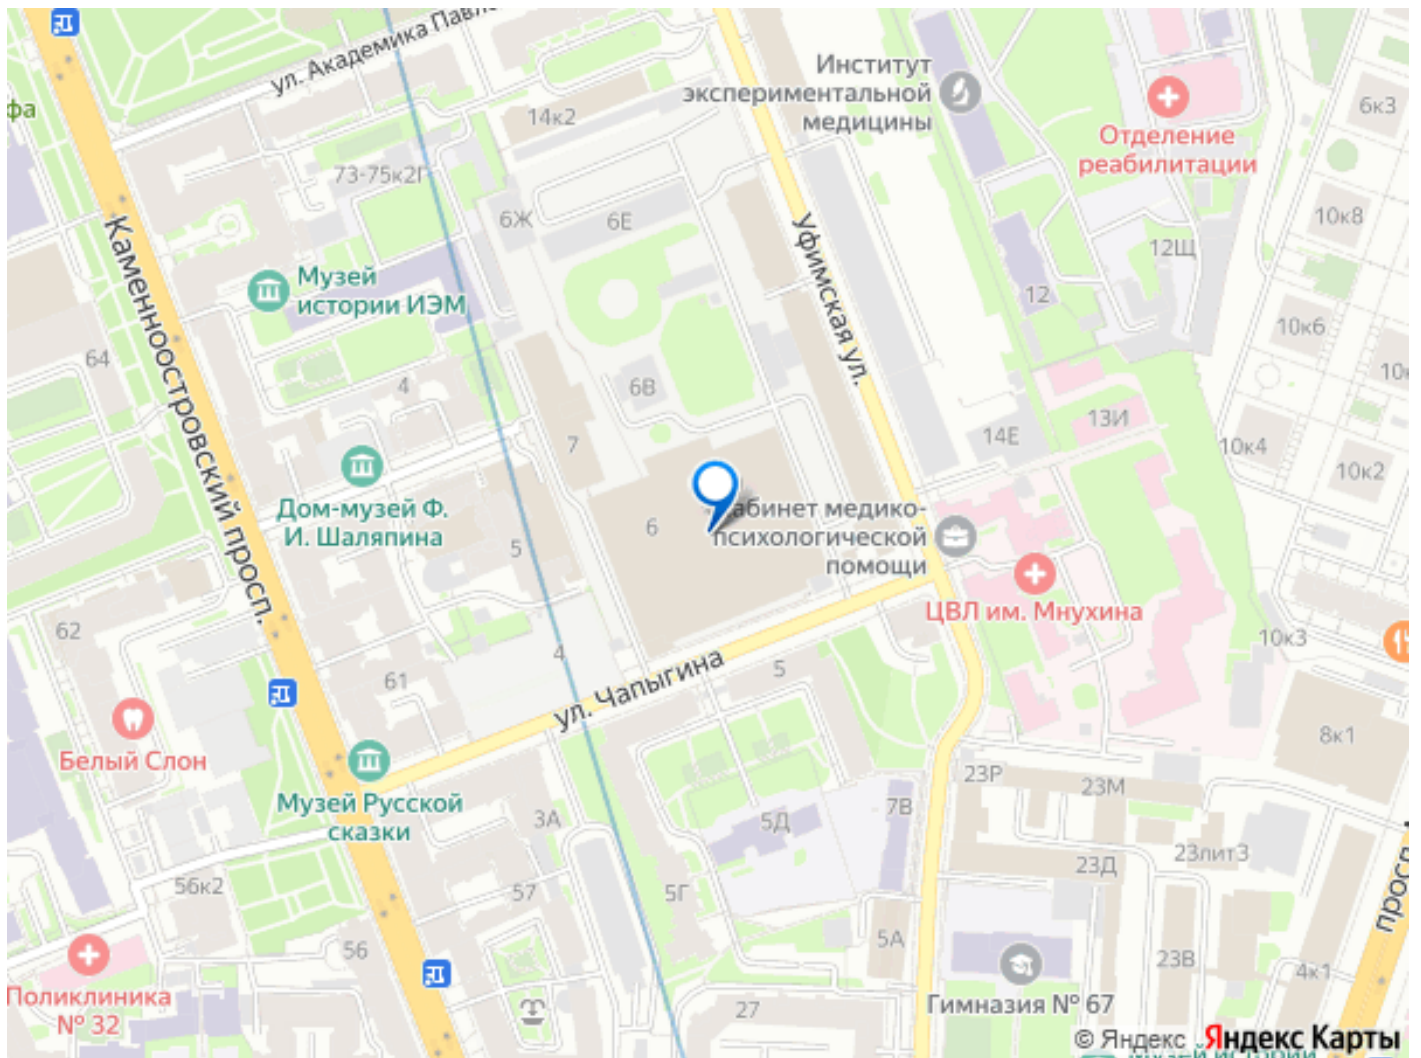 ул. Академика Павло
фа
Институт
экспериментальной
медицины
Отделение
реабилитации
6к3
14к2
73-75к2Г
6Ж
6Е
10к8
12Щ
Каменноостровский просп.
Уфимская ул.
Музей
истории ИЭМ
12
10к6
64
4
6В
10к
13И
14Е
10к4
10к2
7
Дом-музей Ф.
И. Шаляпина
6
абинет медико-
психологической
помощи
5
ЦВЛ им. Мнухина
62
10к3
4
ул. Чапыгина
5
61
Белый Слон
8к1
23Р
23М
Музей Русской
сказки
3А
5Д
7В
23лит3
23Д
56к2
57
5Г
просп.
56
5А
23В
4к1
Поликлиника
№ 32
Гимназия № 67
27
© Яндекс Яндекс Карты